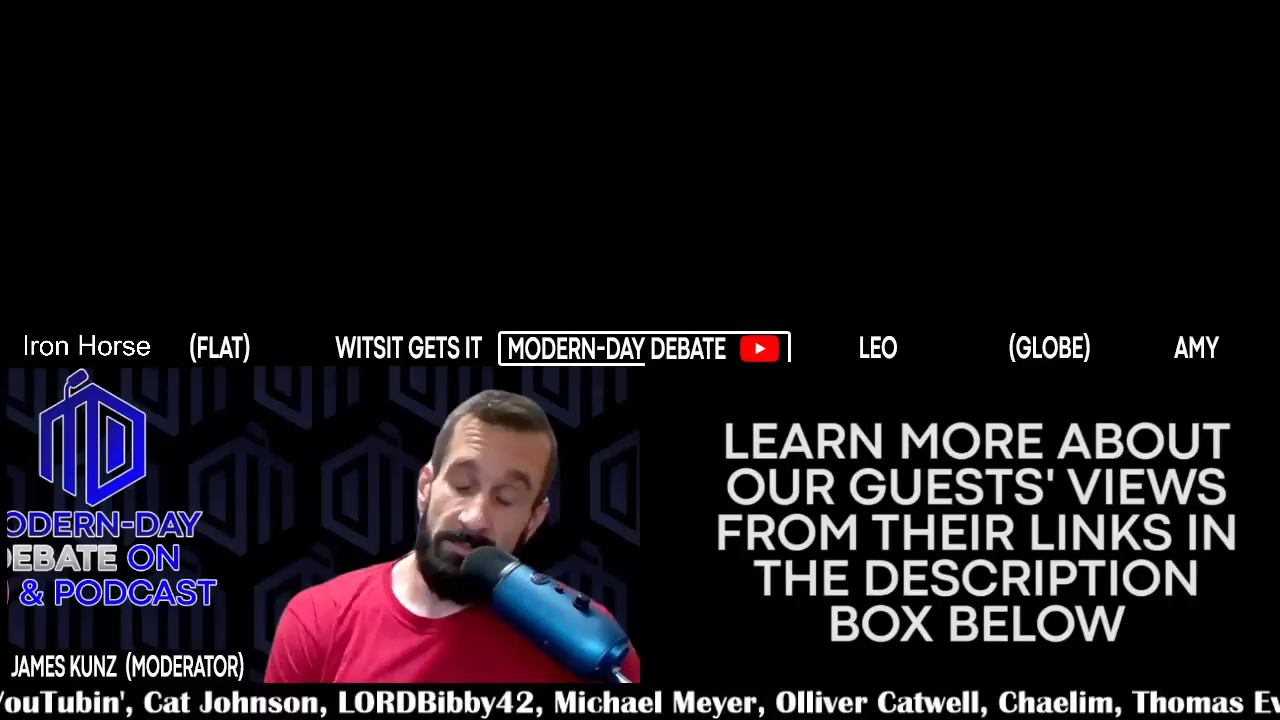 Iron Horse (FLAT) WITSIT GETS IT MODERN-DAY DEBATE LEO (GLOBE) AMY
ODERN-DAY
DEBATE ON
& PODCAST
JAMES KUNZ (MODERATOR)
LEARN MORE ABOUT
OUR GUESTS' VIEWS
FROM THEIR LINKS IN
THE DESCRIPTION
BOX BELOW
YouTubin', Cat Johnson, LORDBibby42, Michael Meyer, Olliver Catwell, Chaelim, Thomas Ev